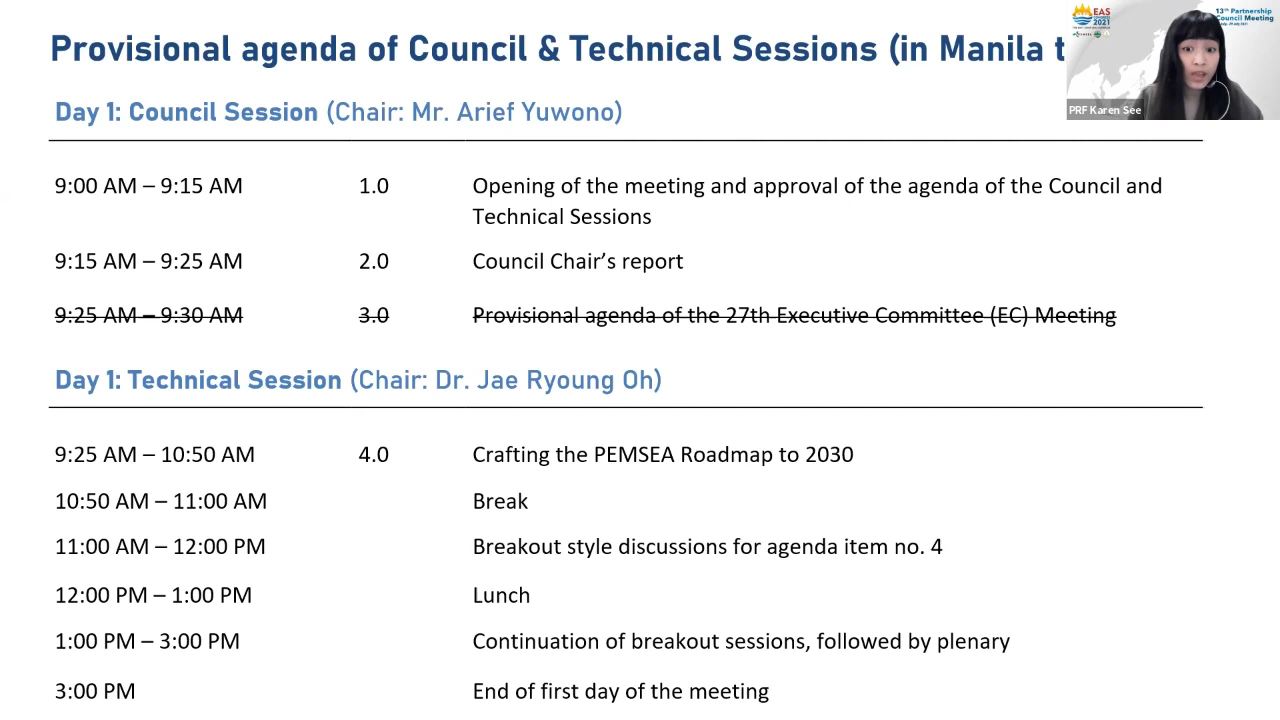 Provisional agenda of Council & Technical Sessions (in Manila t
EAS
2021
13th Partnership
Council Meeting
PRF Karen See
Day 1: Council Session (Chair: Mr. Arief Yuwono)
9:00 AM – 9:15 AM 1.0 Opening of the meeting and approval of the agenda of the Council and
Technical Sessions
9:15 AM – 9:25 AM 2.0 Council Chair’s report
9:25 AM – 9:30 AM 3.0 Provisional agenda of the 27th Executive Committee (EC) Meeting
Day 1: Technical Session (Chair: Dr. Jae Ryoung Oh)
9:25 AM – 10:50 AM 4.0 Crafting the PEMSEA Roadmap to 2030
10:50 AM – 11:00 AM Break
11:00 AM – 12:00 PM Breakout style discussions for agenda item no. 4
12:00 PM – 1:00 PM Lunch
1:00 PM – 3:00 PM Continuation of breakout sessions, followed by plenary
3:00 PM End of first day of the meeting